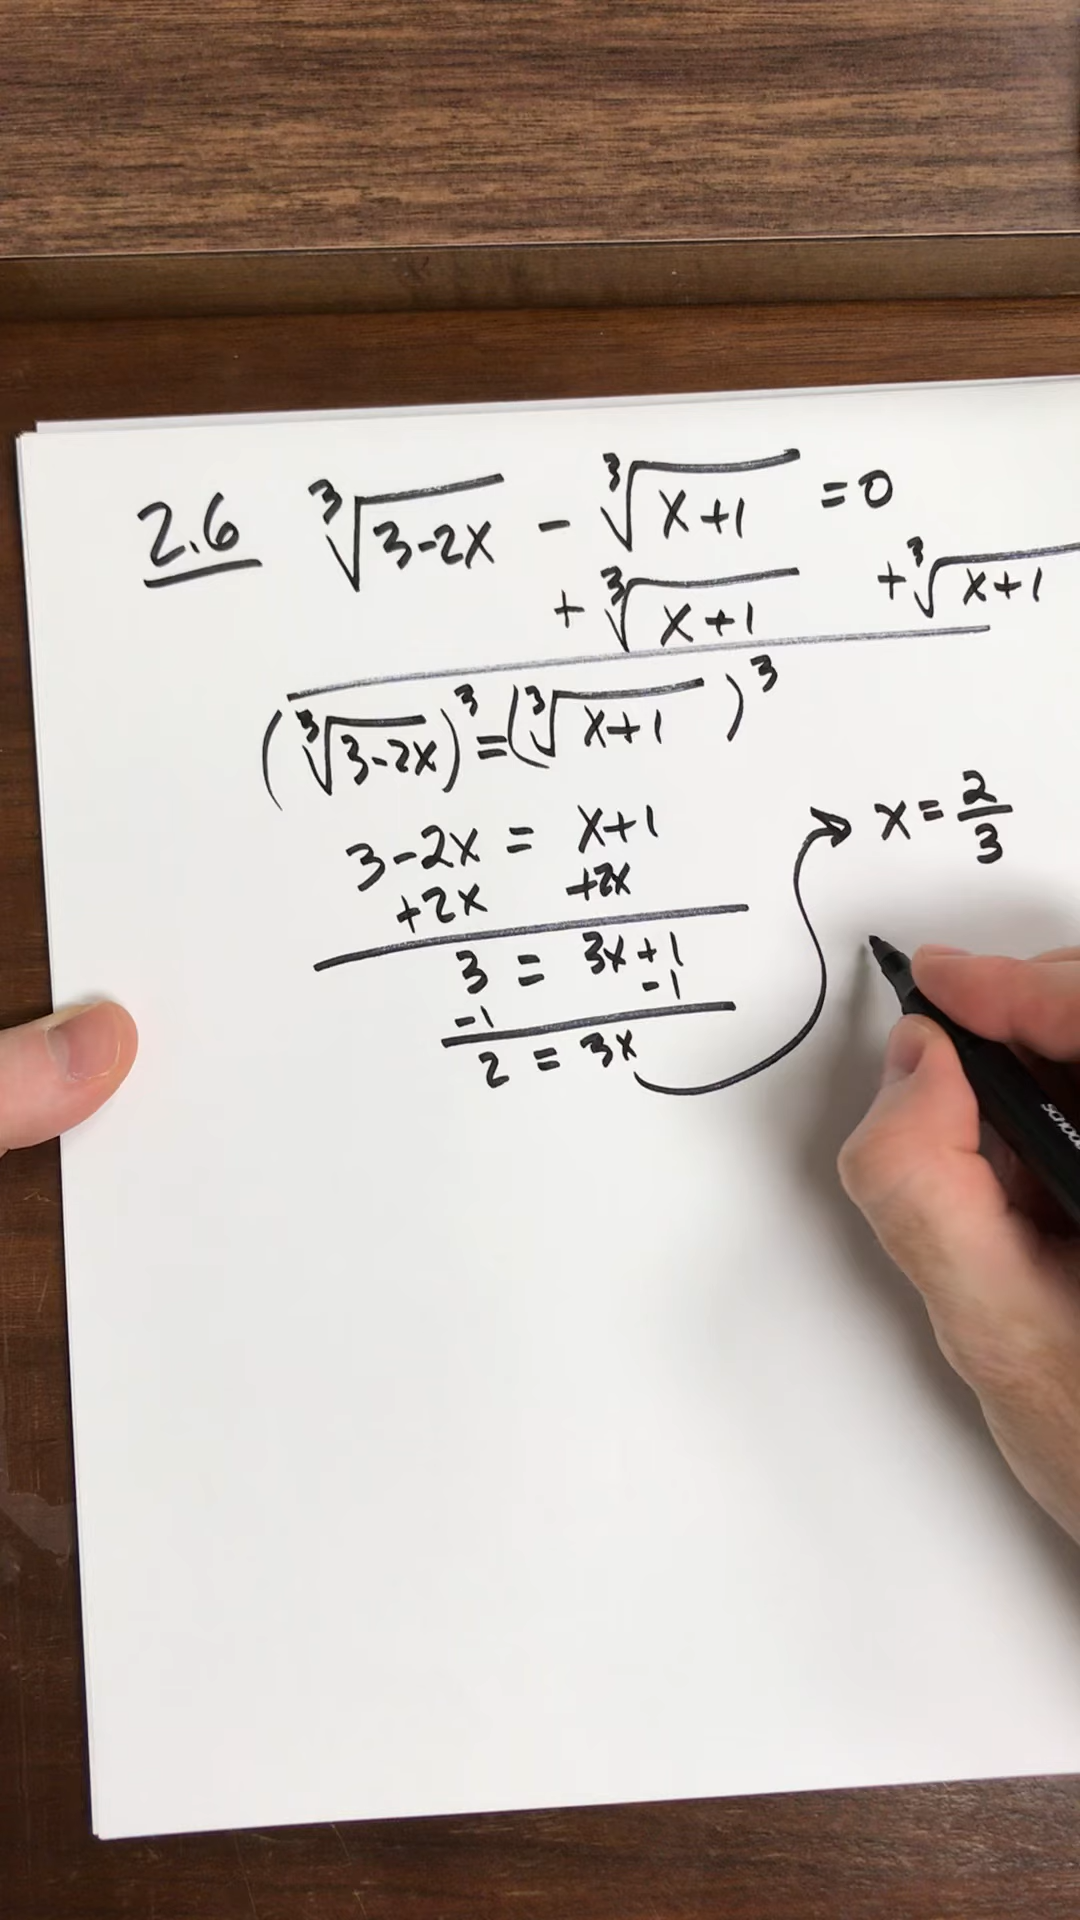 2.6 ∛(3-2x) - ∛(x+1) = 0
+ ∛(x+1) + ∛(x+1)
(∛(3-2x))³ = (∛(x+1))³
3-2x = x+1
+2x +2x
3 = 3x+1
-1 -1
2 = 3x
x = 2/3